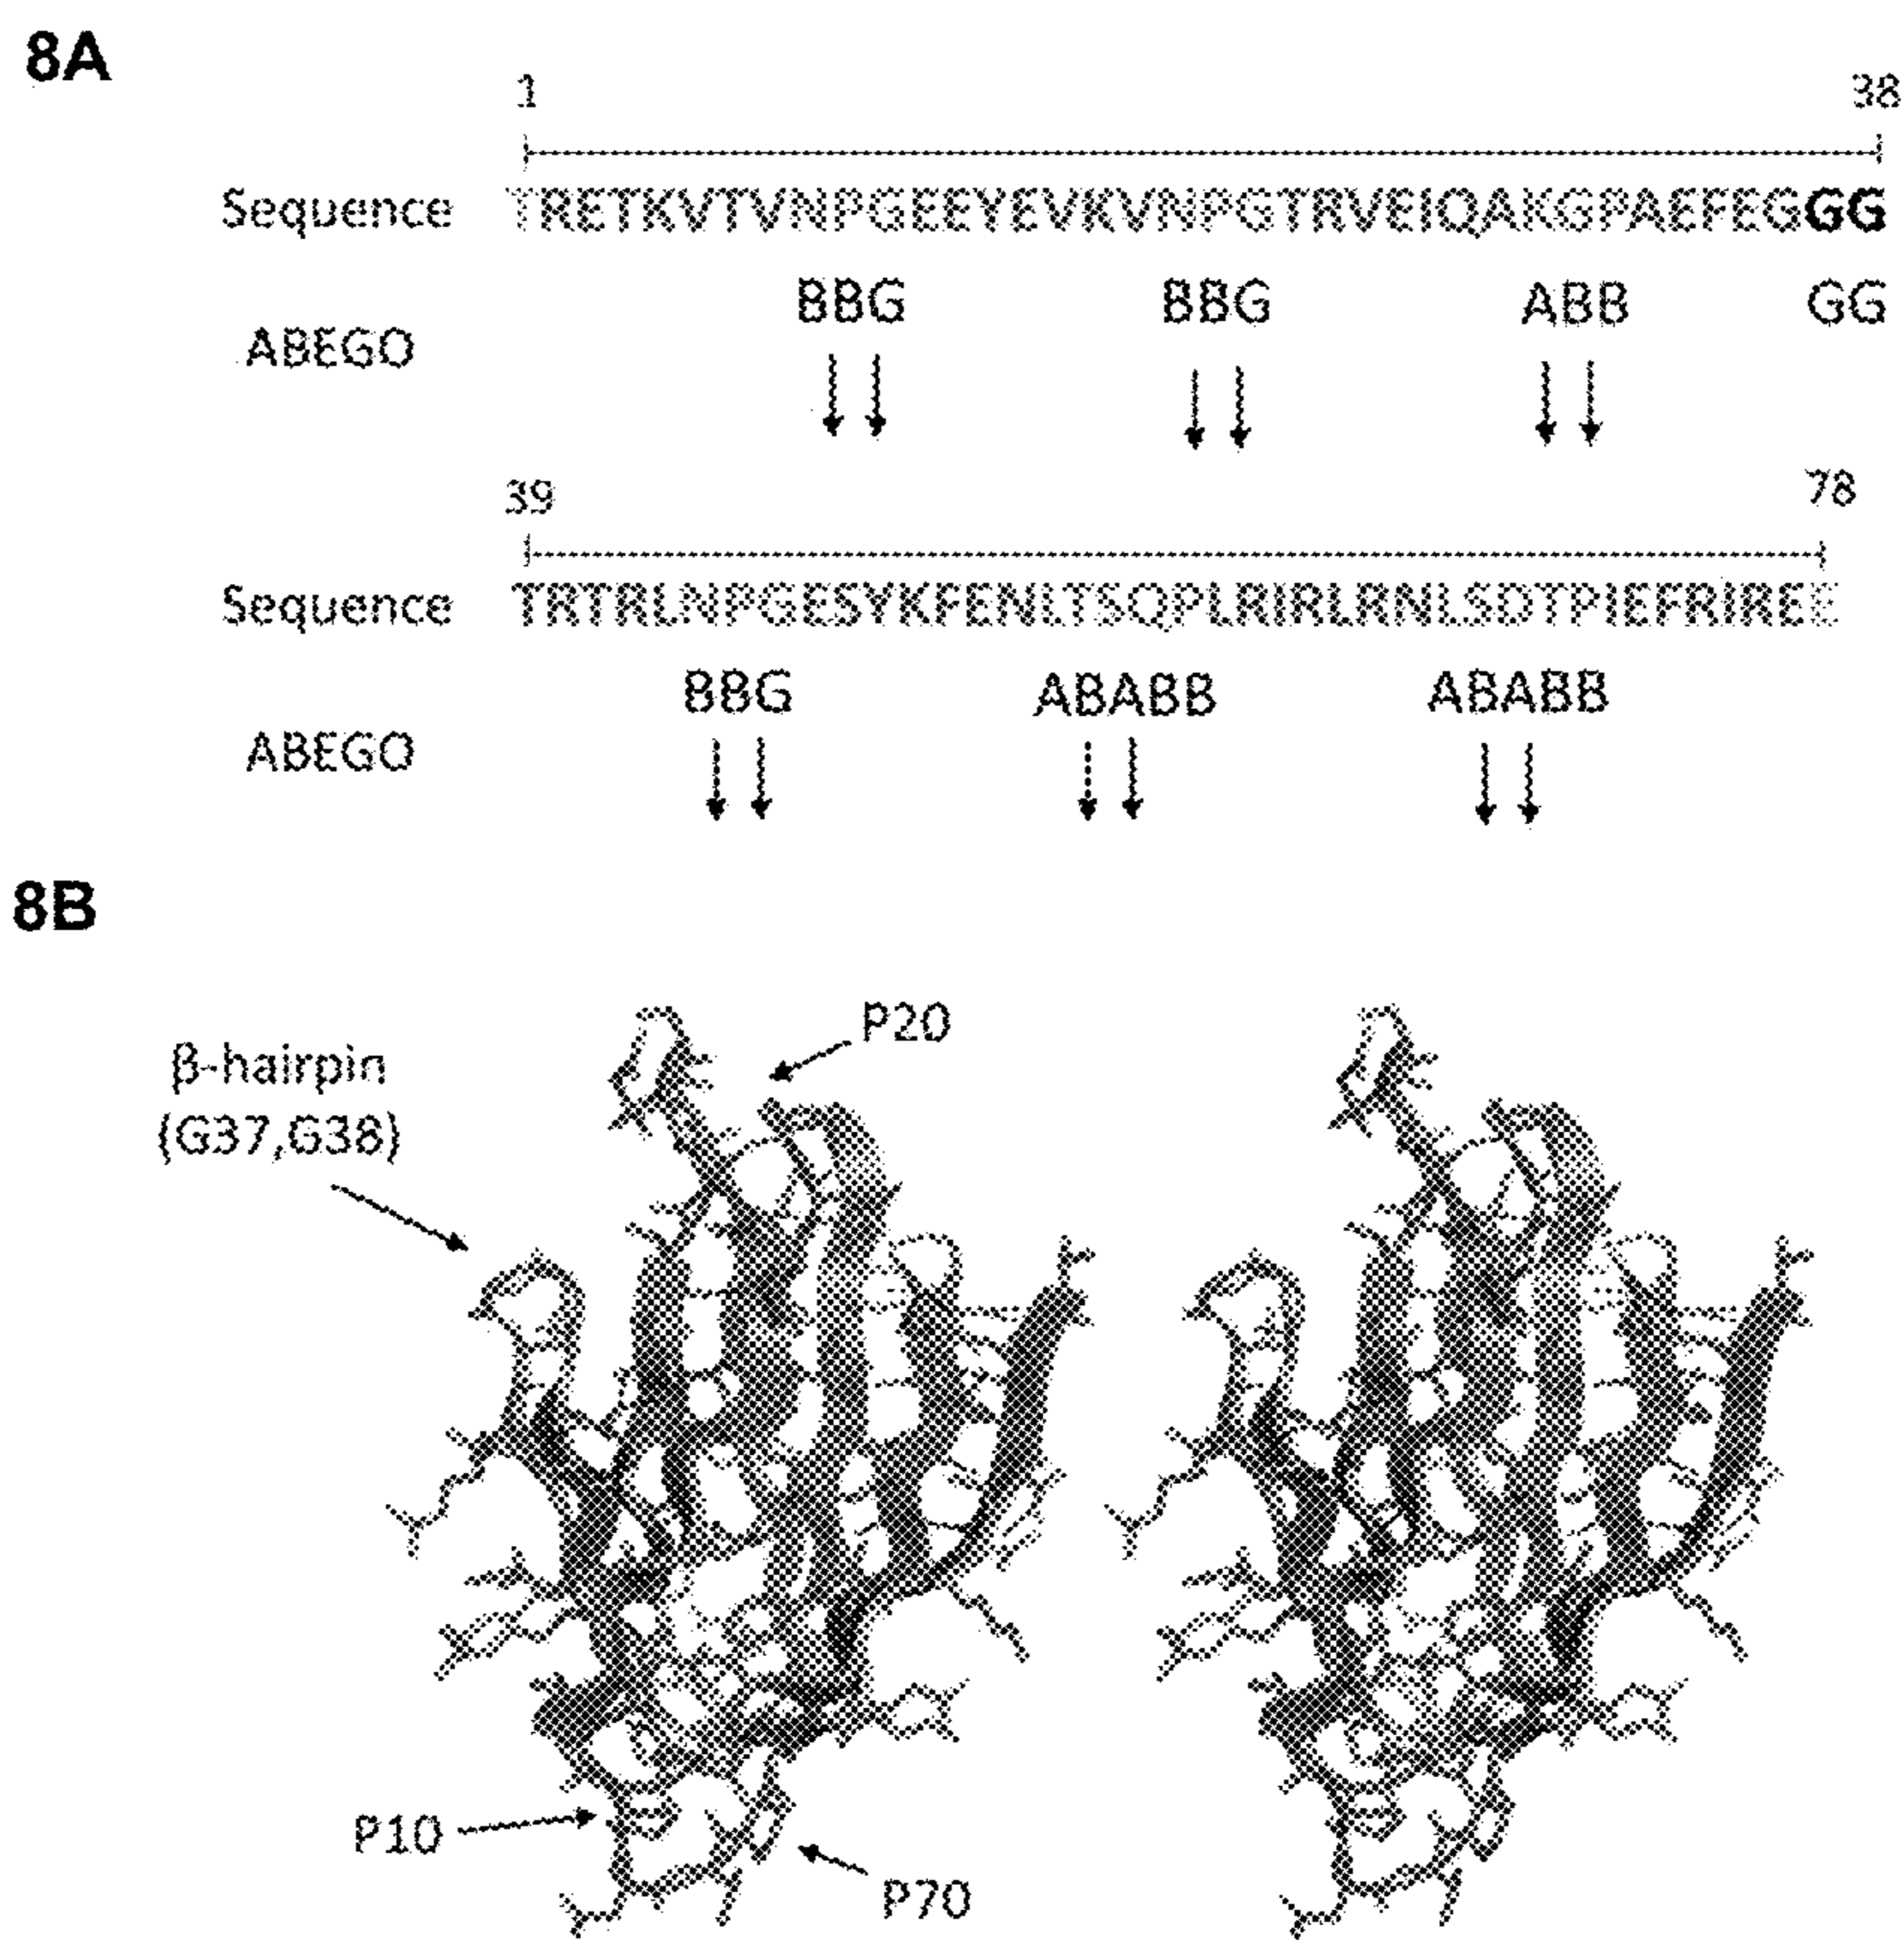 8A
1 38
Sequence TRETKVTVNPGEEYEVKVNPGTRVEIQAKGPAEFEGGG
BBG BBG ABB GG
ABEGO
39 78
Sequence TRTRLNPGESYKFENLTSQPLRIRLRNLSDTPIEFRIREE
BBG ABABB ABABB
ABEGO
8B
P20
β-hairpin
(G37,G38)
P10
P70